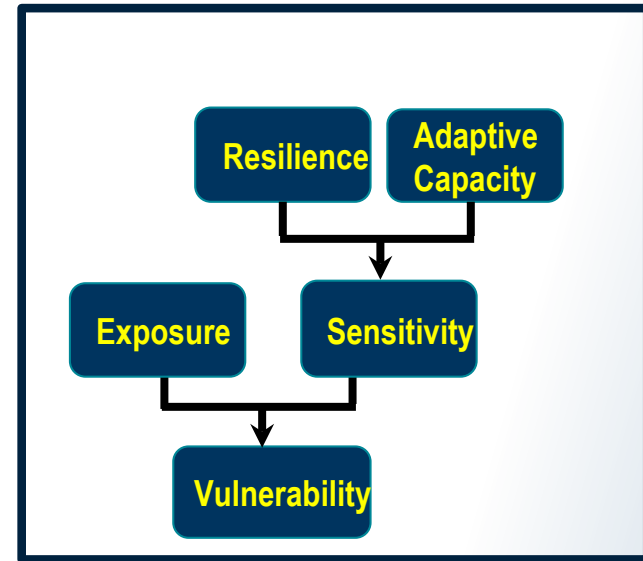 Resilience
Adaptive
Capacity
Exposure
Sensitivity
Vulnerability